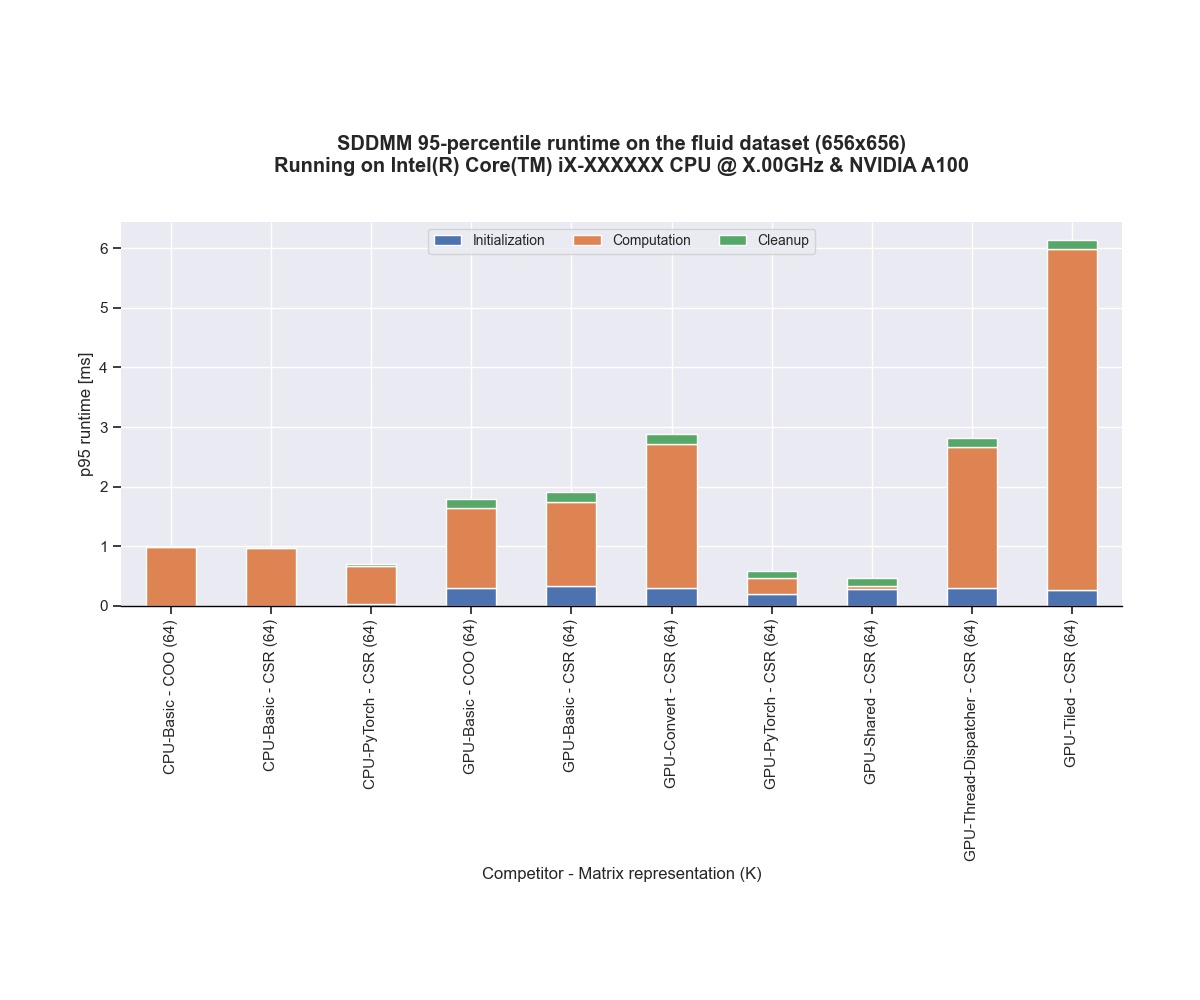 SDDMM 95-percentile runtime on the fluid dataset (656x656)
Running on Intel(R) Core(TM) iX-XXXXXX CPU @ X.00GHz & NVIDIA A100
Initialization
Computation
Cleanup
p95 runtime [ms]
6
5
4
3
2
1
0
CPU-Basic - COO (64)
CPU-Basic - CSR (64)
CPU-PyTorch - CSR (64)
GPU-Basic - COO (64)
GPU-Basic - CSR (64)
GPU-Convert - CSR (64)
GPU-PyTorch - CSR (64)
GPU-Shared - CSR (64)
GPU-Thread-Dispatcher - CSR (64)
GPU-Tiled - CSR (64)
Competitor - Matrix representation (K)